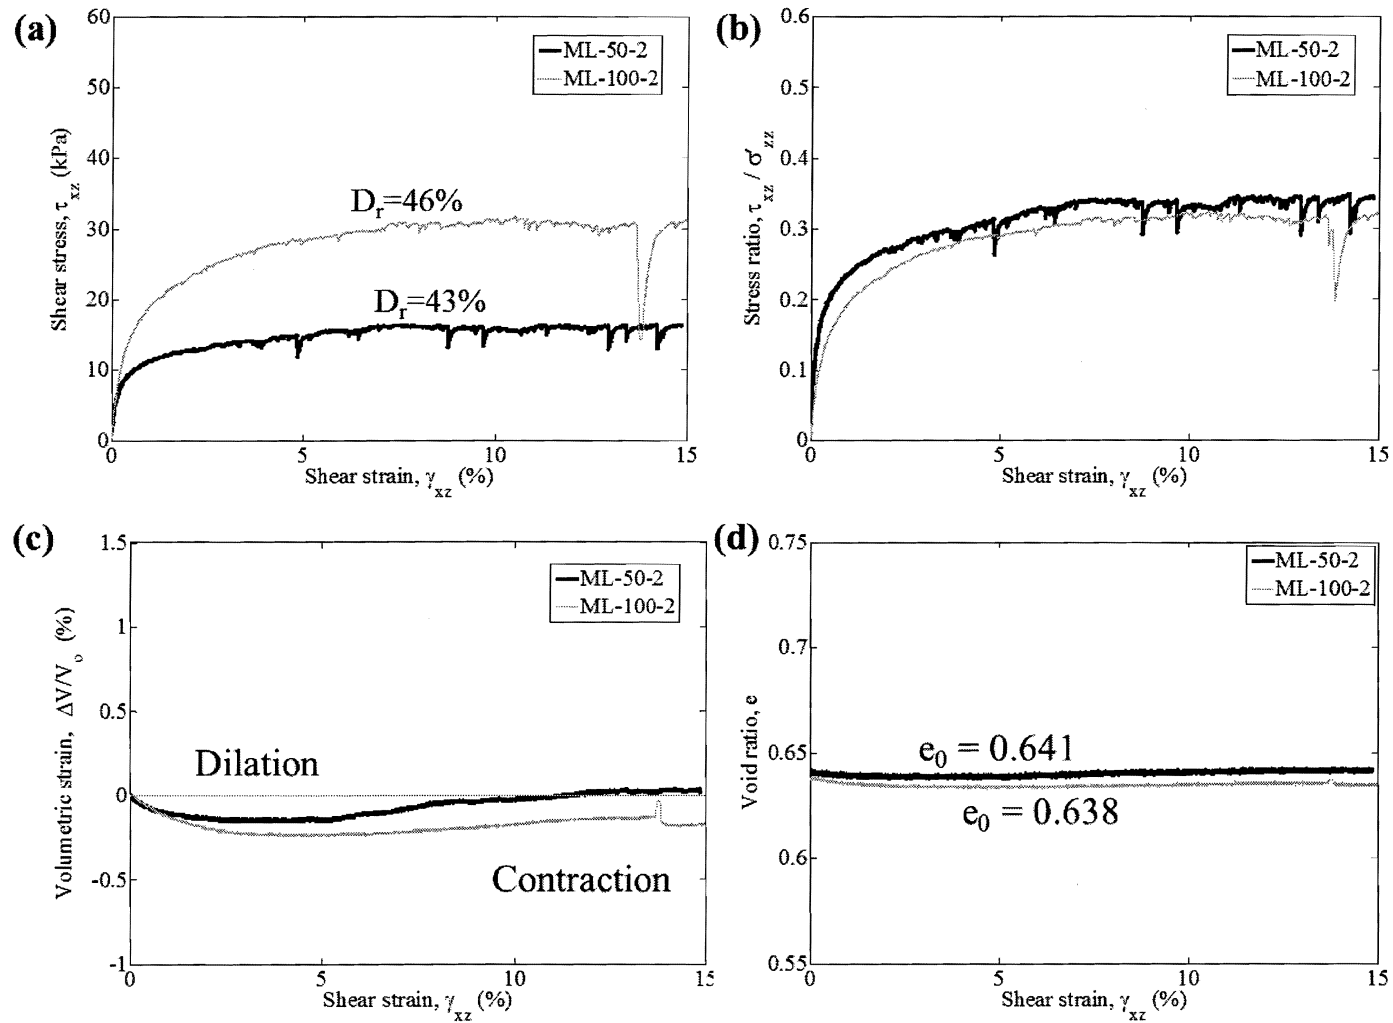 (a)
60
50
40
30
20
10
0
0
5
10
15
Shear stress, τxz (kPa)
Shear strain, γxz (%)
ML-50-2
ML-100-2
Dr=46%
Dr=43%
(b)
0.6
0.5
0.4
0.3
0.2
0.1
0
0
5
10
15
Stress ratio, τxz / σ'zz
Shear strain, γxz (%)
ML-50-2
ML-100-2
(c)
1.5
1
0.5
0
-0.5
-1
0
5
10
15
Volumetric strain, ΔV/Vo (%)
Shear strain, γxz (%)
ML-50-2
ML-100-2
Dilation
Contraction
(d)
0.75
0.7
0.65
0.6
0.55
0
5
10
15
Void ratio, e
Shear strain, γxz (%)
ML-50-2
ML-100-2
e0 = 0.641
e0 = 0.638